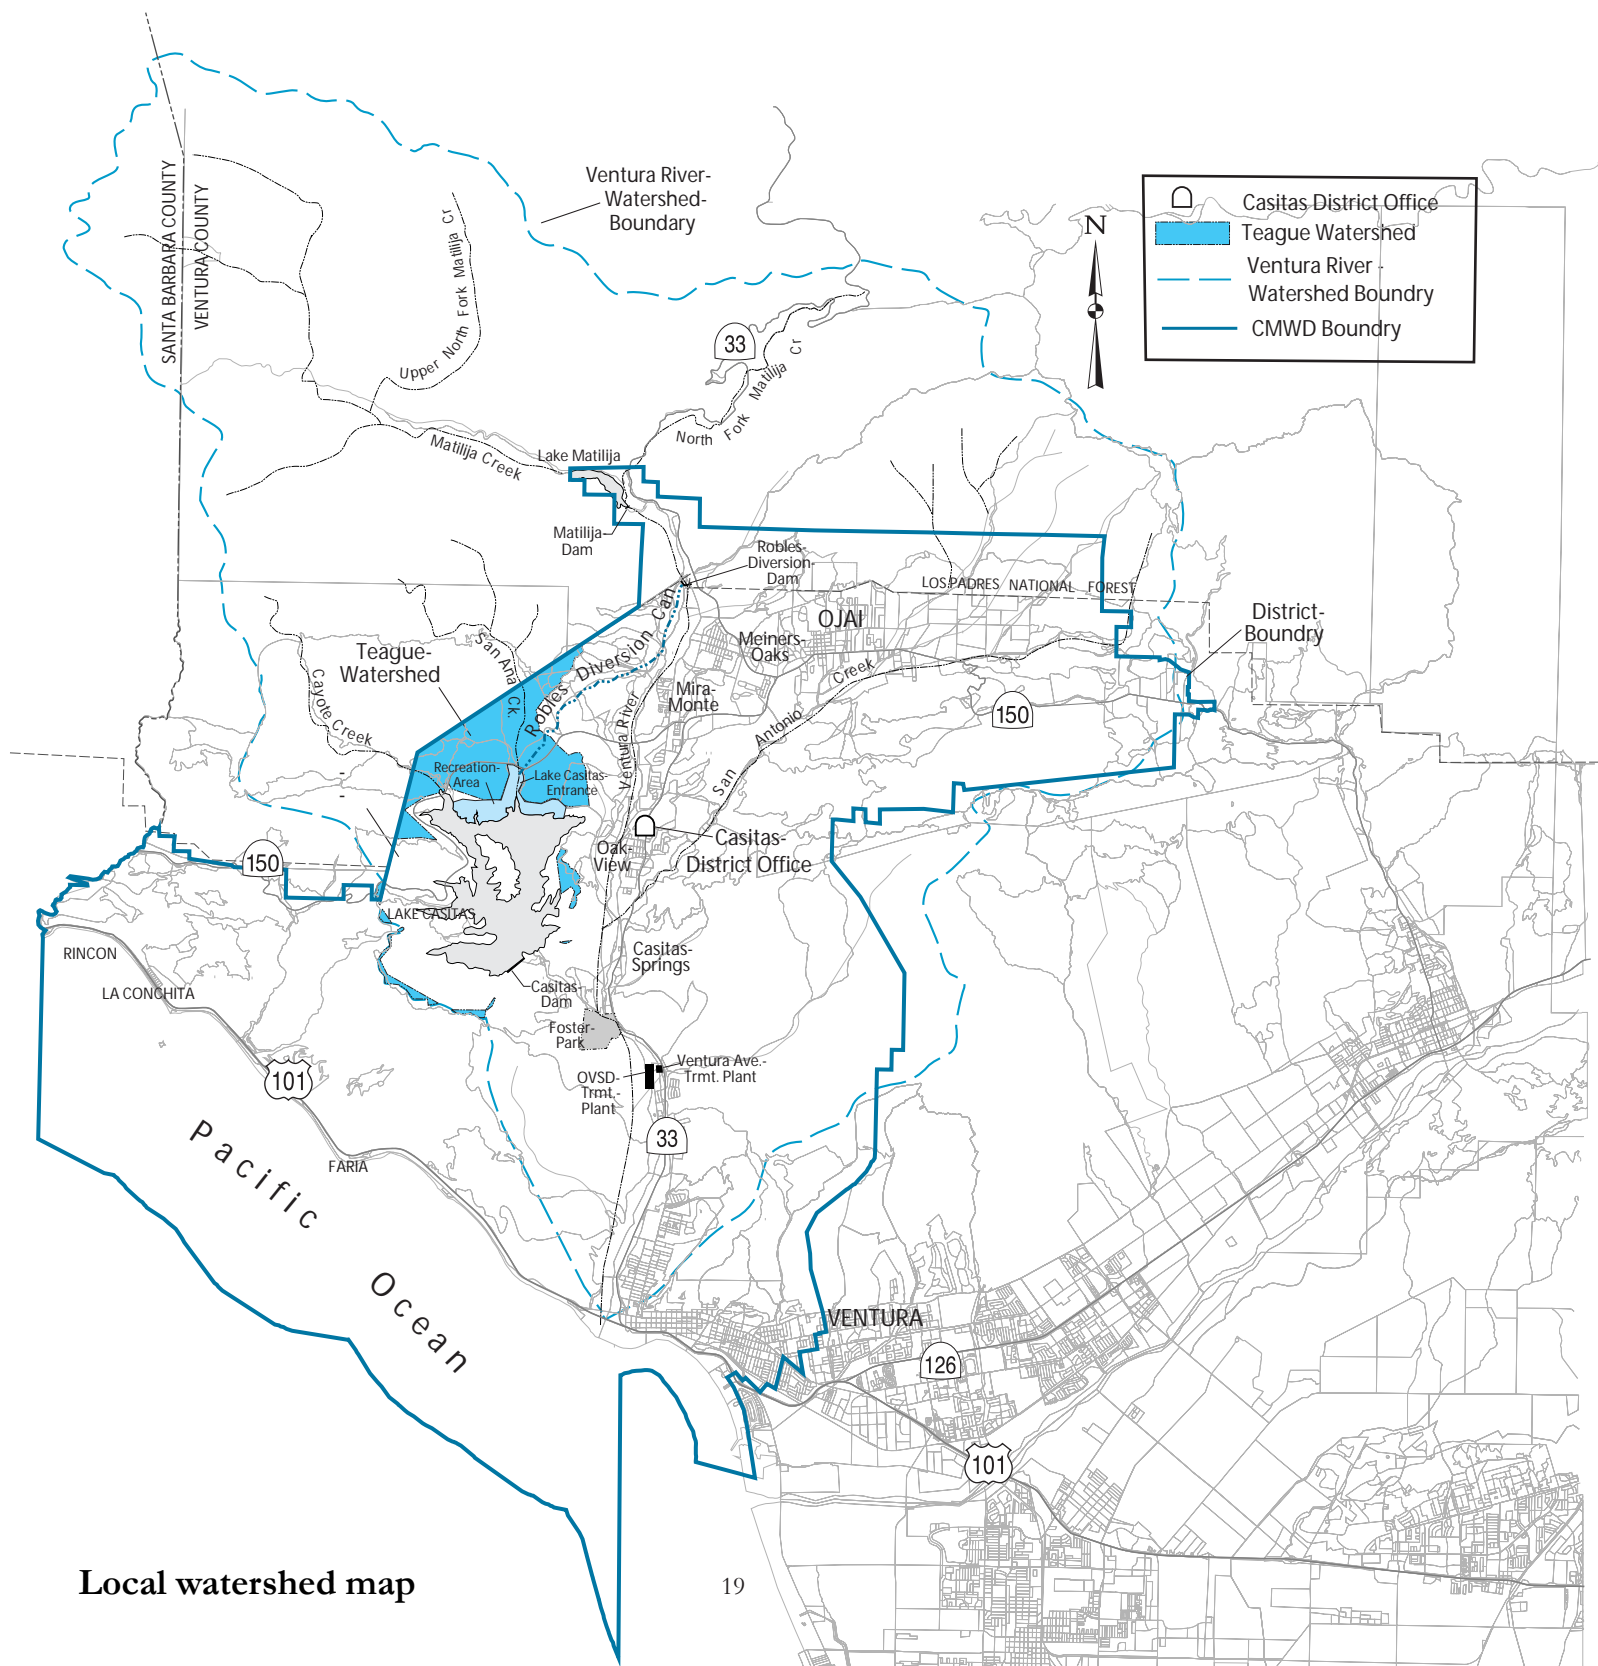 SANTA BARBARA COUNTY
VENTURA COUNTY
Upper North Fork Matilija Cr
Ventura River-
Watershed-
Boundary
N
Casitas District Office
Teague Watershed
Ventura River -
Watershed Boundry
CMWD Boundry
33
North Fork Matilija Cr
Matilija Creek
Lake Matilija
Matilija-
Dam
Robles-
Diversion-
Dam
LOS PADRES NATIONAL FOREST
OJAI
Meiners-
Oaks
District-
Boundry
Teague-
Watershed
San Ana Ck.
Robles Diversion Can
Cayote Creek
Mira-
Monte
Creek
Antonio
San
150
Ventura River
Recreation-
Area
Lake Casitas-
Entrance
Casitas-
District Office
Oak-
View
150
LAKE CASITAS
RINCON
LA CONCHITA
Casitas-
Springs
Casitas-
Dam
Foster-
Park
OVSD-
Trmt.-
Plant
Ventura Ave.-
Trmt. Plant
101
33
FARIA
Pacific Ocean
VENTURA
126
101
Local watershed map
19